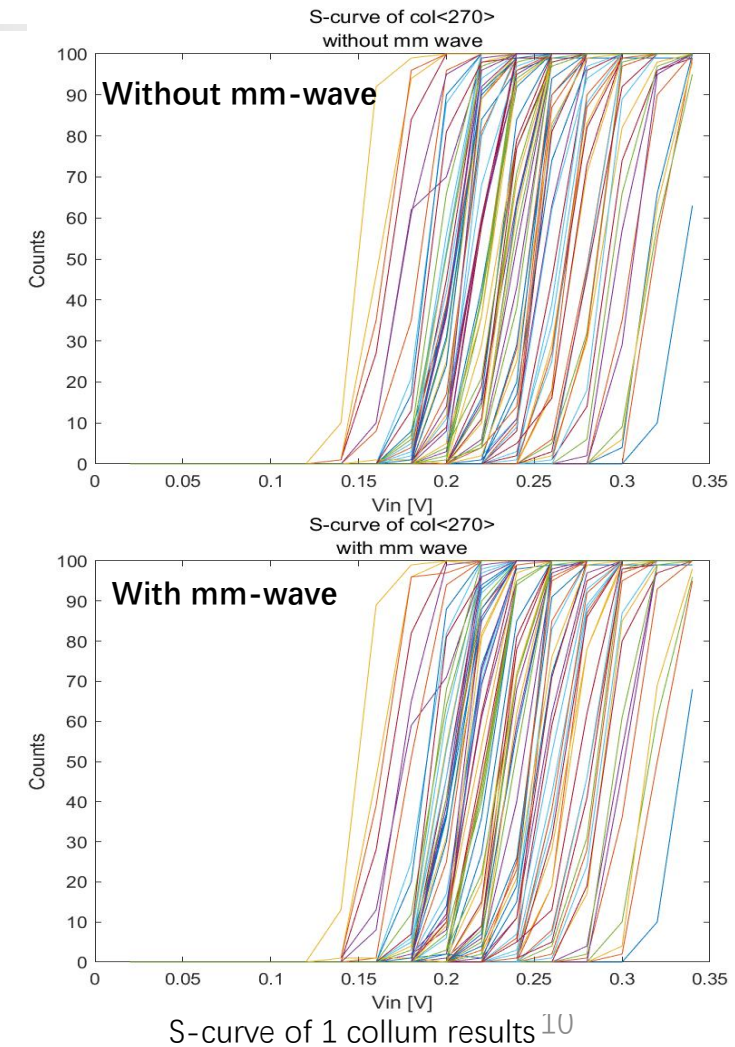 S-curve of col<270>
without mm wave
Without mm-wave
100
90
80
70
60
50
40
30
20
10
0
Counts
0 0.05 0.1 0.15 0.2 0.25 0.3 0.35
Vin [V]
S-curve of col<270>
with mm wave
With mm-wave
100
90
80
70
60
50
40
30
20
10
0
Counts
0 0.05 0.1 0.15 0.2 0.25 0.3 0.35
Vin [V]
S-curve of 1 collum results 10